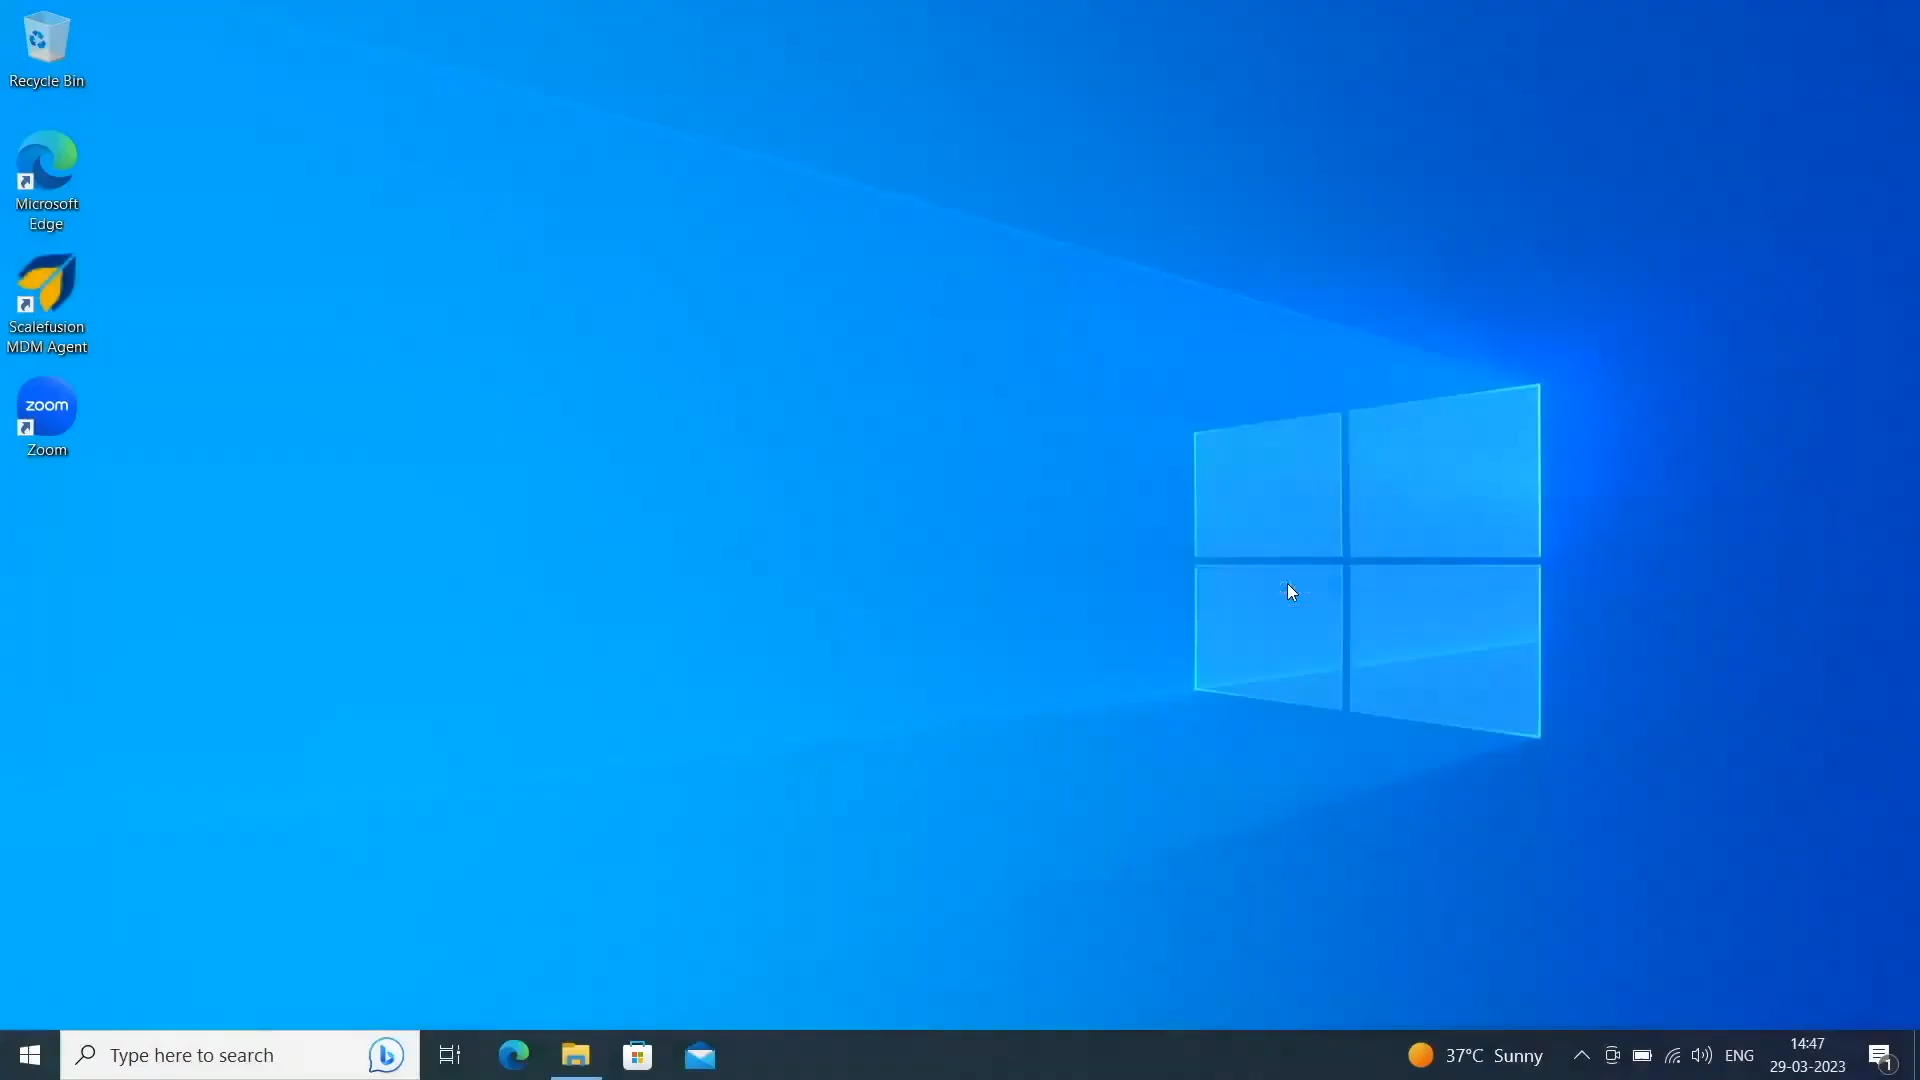 Recycle Bin
Microsoft
Edge
Scalefusion
MDM Agent
zoom
Zoom
Type here to search
37°C Sunny
ENG
14:47
29-03-2023
1